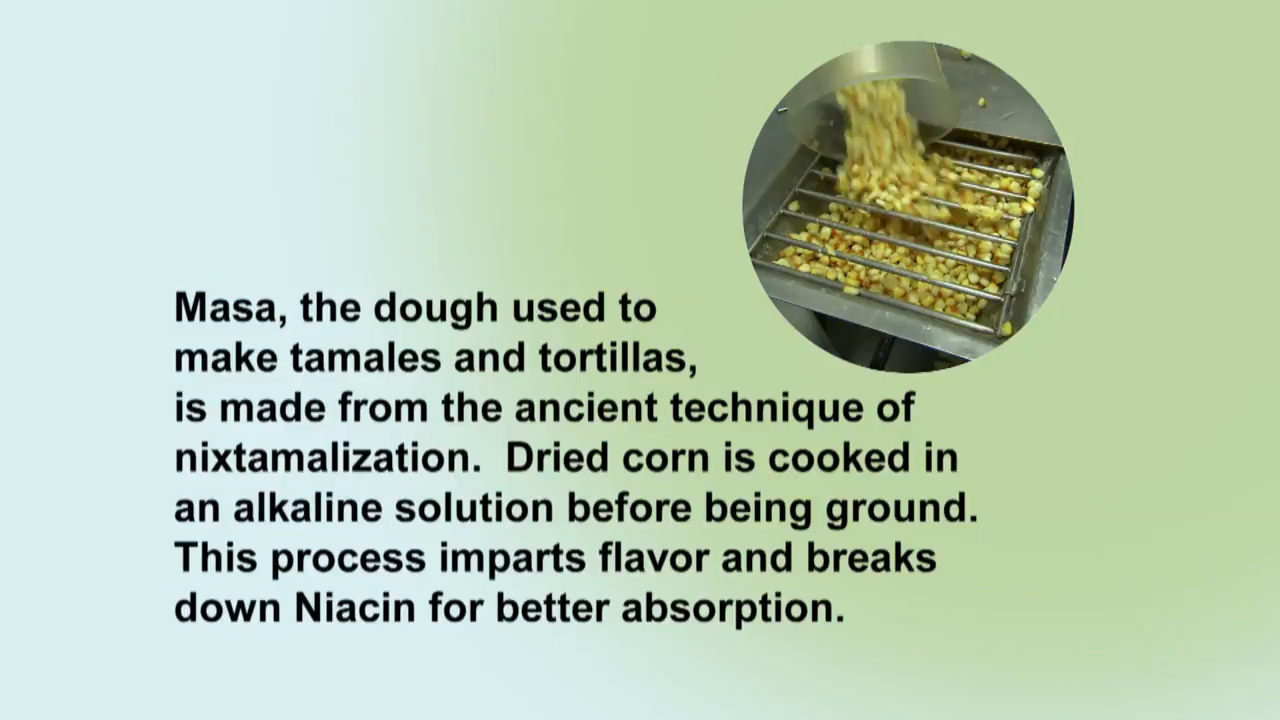 Masa, the dough used to
make tamales and tortillas,
is made from the ancient technique of
nixtamalization.  Dried corn is cooked in
an alkaline solution before being ground.
This process imparts flavor and breaks
down Niacin for better absorption.